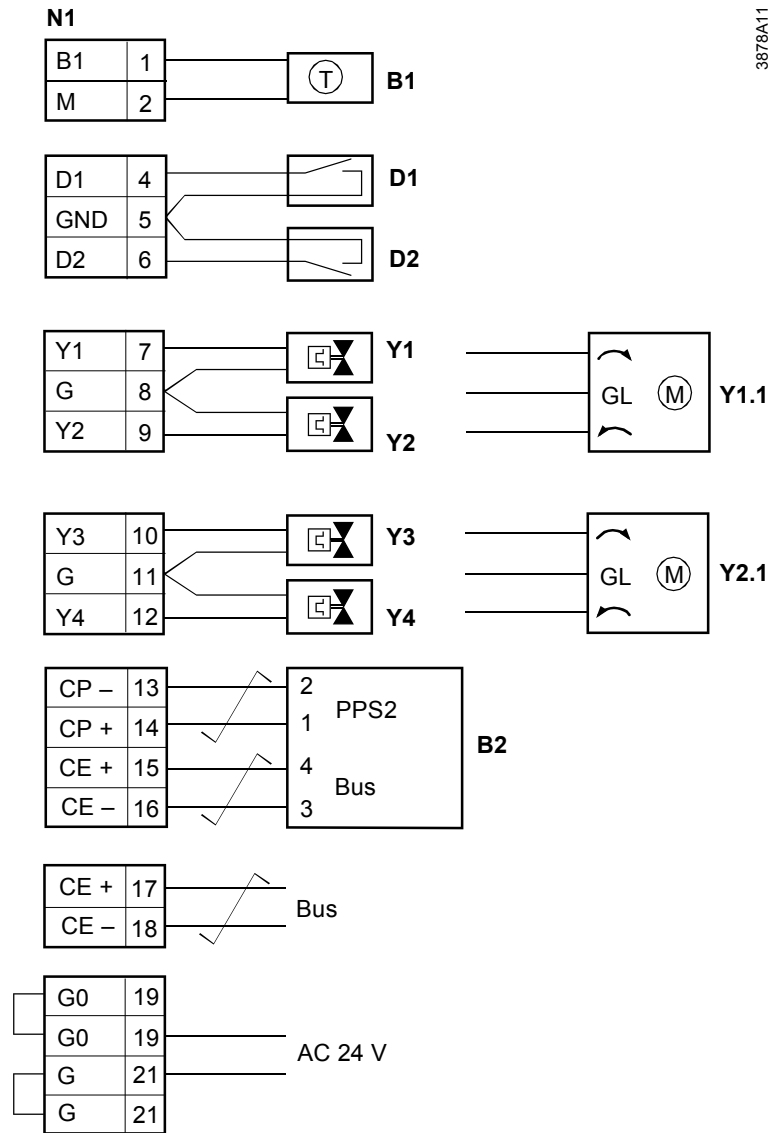 N1
3878A11
B1 1
M 2
T
B1
D1 4
GND 5
D2 6
D1
D2
Y1 7
G 8
Y2 9
Y1
Y2
GL M
Y1.1
Y3 10
G 11
Y4 12
Y3
Y4
GL M
Y2.1
CP – 13
CP + 14
CE + 15
CE – 16
2
1
PPS2
4
3
Bus
B2
CE + 17
CE – 18
Bus
G0 19
G0 19
G 21
G 21
AC 24 V